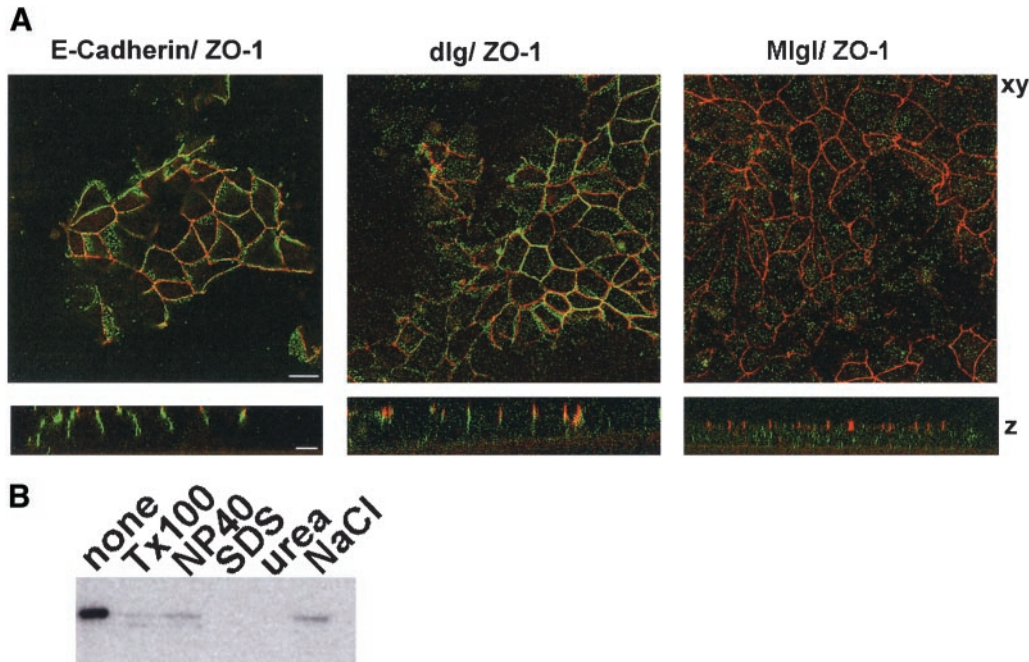 A
E-Cadherin/ ZO-1
dlg/ ZO-1
Mlgl/ ZO-1
xy
z
B
none
Tx100
NP40
SDS
urea
NaCl